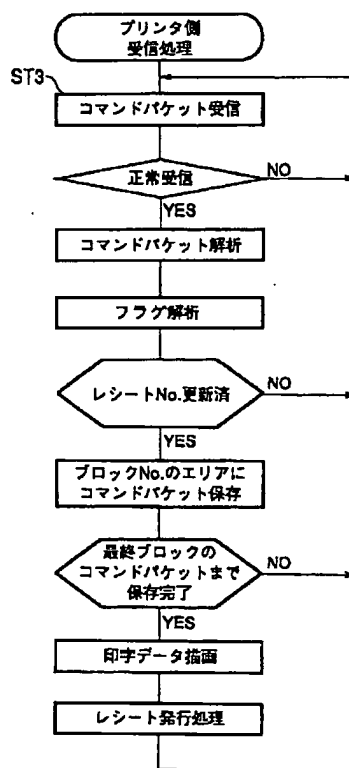 プリンタ側
受信処理
ST3
コマンドパケット受信
正常受信
NO
YES
コマンドパケット解析
フラグ解析
レシートNo.更新済
NO
YES
ブロックNo.のエリアに
コマンドパケット保存
最終ブロックの
コマンドパケットまで
保存完了
NO
YES
印字データ描画
レシート発行処理